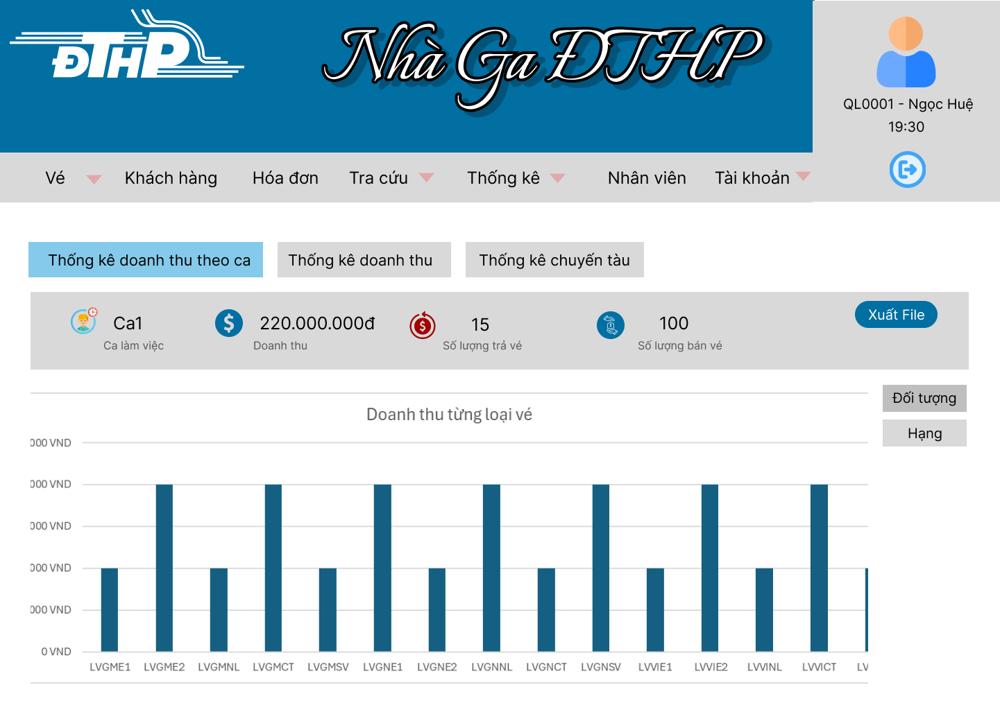 ĐTHP
Nhà Ga ĐTHP
QL0001 - Ngọc Huệ
19:30
Vé Khách hàng Hóa đơn Tra cứu Thống kê Nhân viên Tài khoản
Thống kê doanh thu theo ca Thống kê doanh thu Thống kê chuyến tàu
Ca1 220.000.000đ 15 100 Xuất File
Ca làm việc Doanh thu Số lượng trả vé Số lượng bán vé
Đối tượng
Hạng
Doanh thu từng loại vé
000 VND
000 VND
000 VND
000 VND
000 VND
0 VND
LVGME1 LVGME2 LVGMNL LVGMCT LVGMSV LVGNE1 LVGNE2 LVGNNL LVGNCT LVGNSV LVVIE1 LVVIE2 LVVINL LVVICT LV